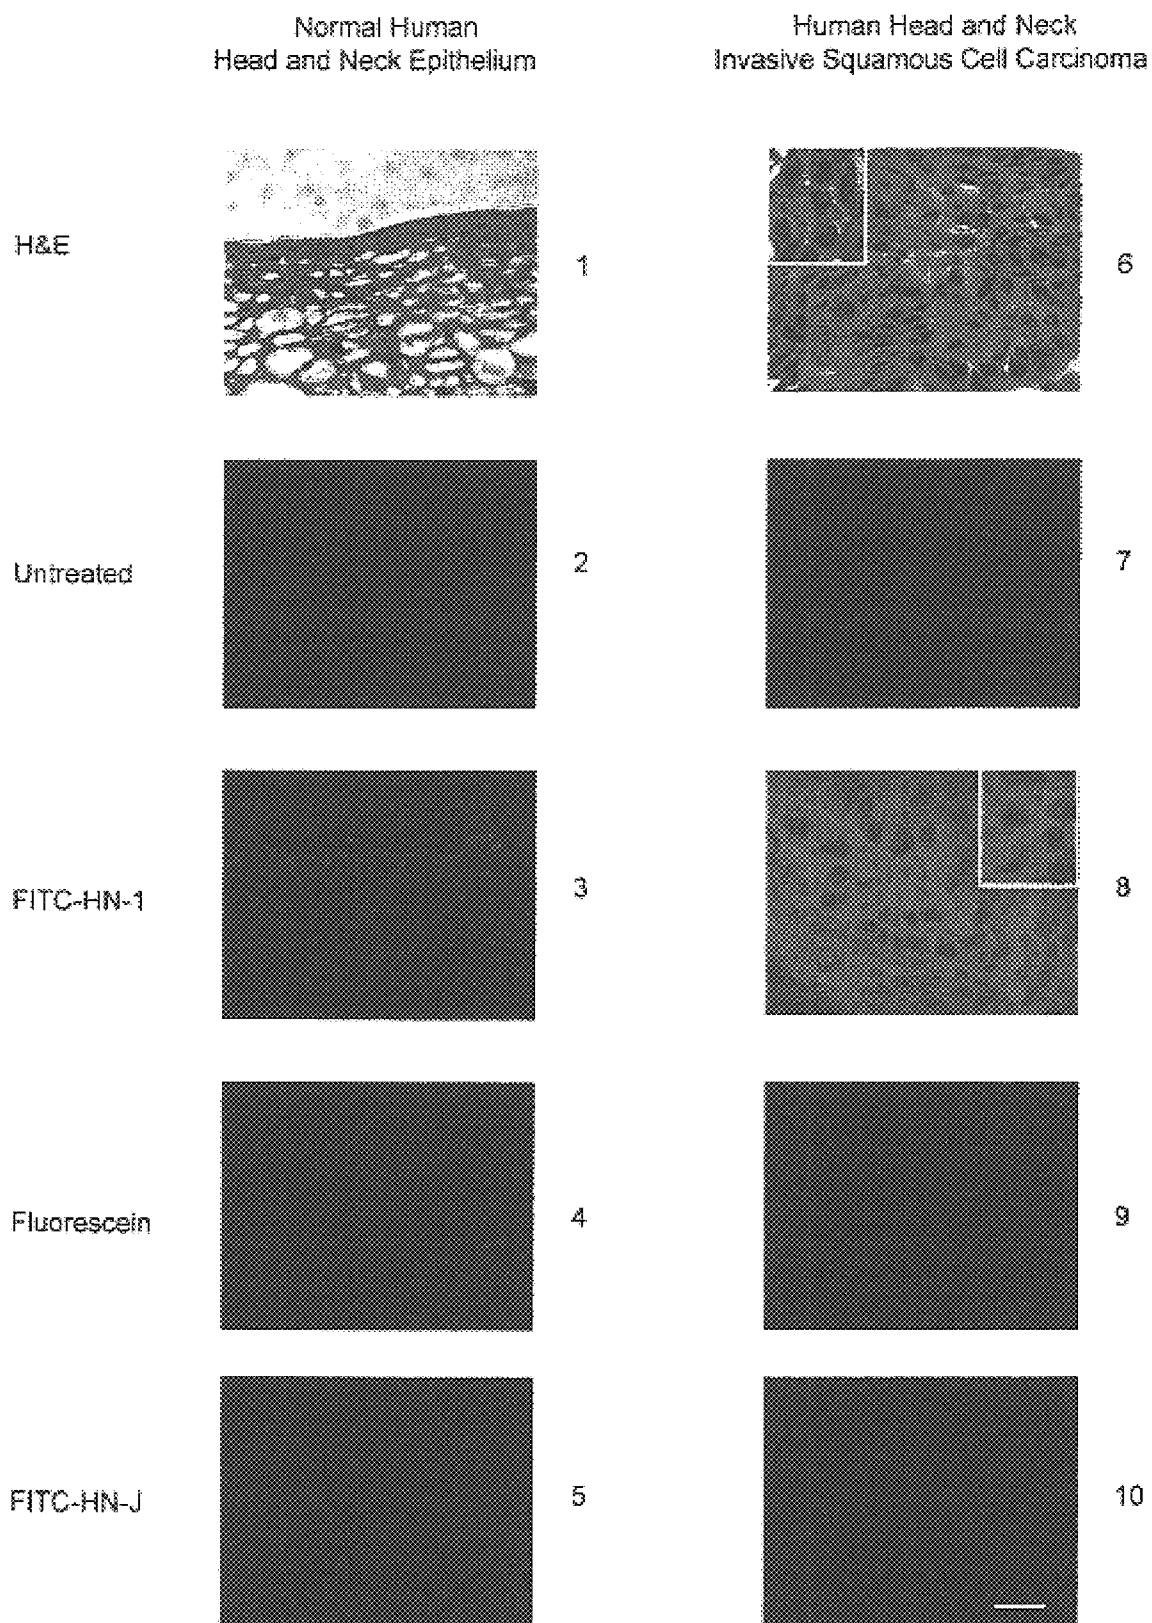 Normal Human
Head and Neck Epithelium
Human Head and Neck
Invasive Squamous Cell Carcinoma
H&E
1
6
Untreated
2
7
FITC-HN-1
3
8
Fluorescein
4
9
FITC-HN-J
5
10